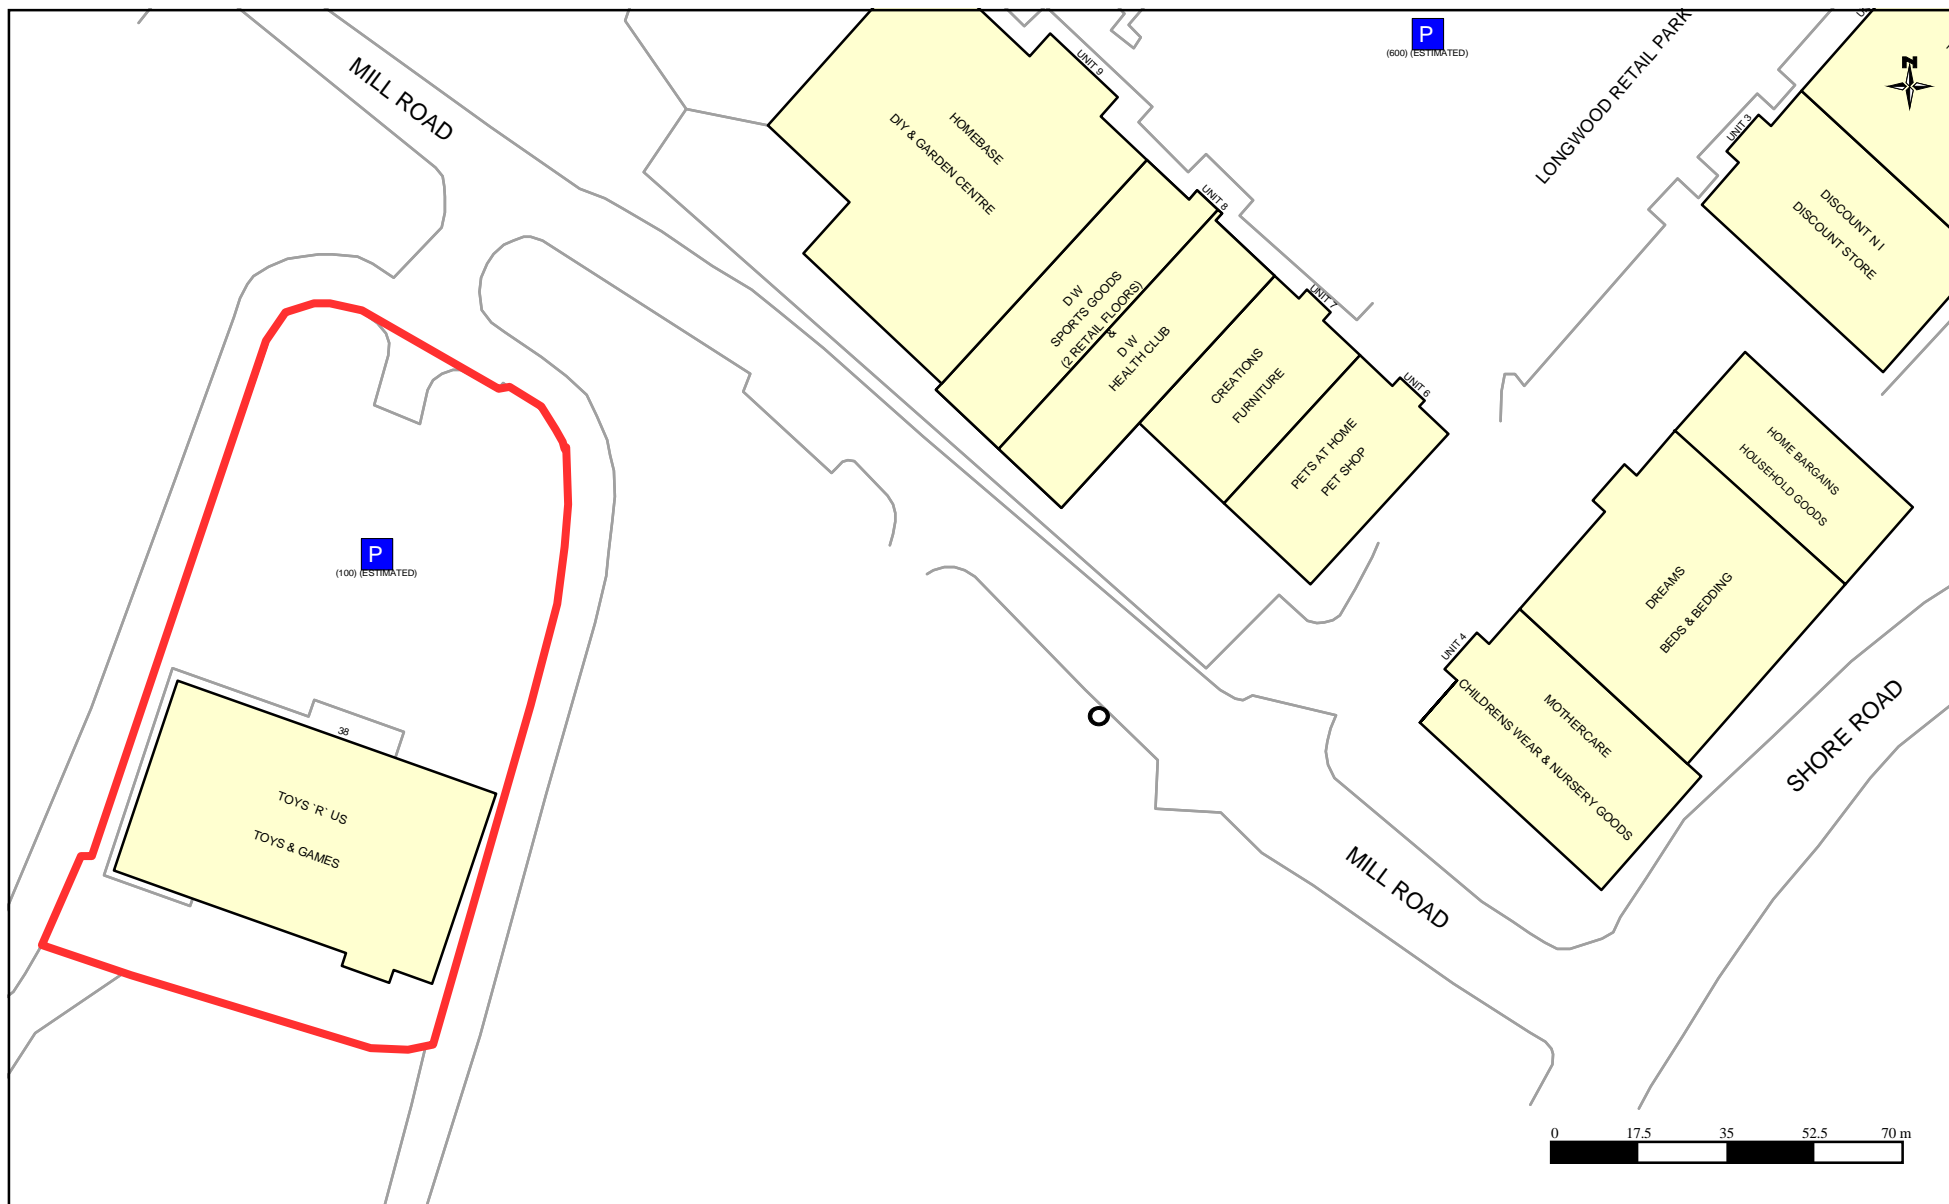 MILL ROAD
UNIT 9
HOMEBASE
DIY & GARDEN CENTRE
P
(600) (ESTIMATED)
LONGWOOD RETAIL PARK
N
UNIT 3
DISCOUNT N I
DISCOUNT STORE
UNIT 8
D W
SPORTS GOODS
(2 RETAIL FLOORS)
&
D W
HEALTH CLUB
UNIT 7
CREATIONS
FURNITURE
UNIT 6
PETS AT HOME
PET SHOP
HOME BARGAINS
HOUSEHOLD GOODS
DREAMS
BEDS & BEDDING
UNIT 4
MOTHERCARE
CHILDRENS WEAR & NURSERY GOODS
SHORE ROAD
P
(100) (ESTIMATED)
38
TOYS `R` US
TOYS & GAMES
MILL ROAD
0 17.5 35 52.5 70 m